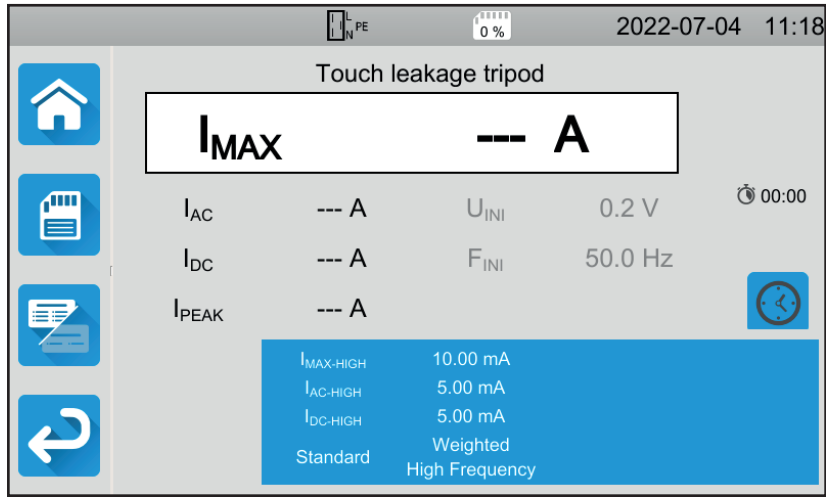 L
N PE
0 %
2022-07-04 11:18
Touch leakage tripod
IMAX --- A
IAC --- A UINI 0.2 V
00:00
IDC --- A FINI 50.0 Hz
IPEAK --- A
IMAX-HIGH 10.00 mA
IAC-HIGH 5.00 mA
IDC-HIGH 5.00 mA
Standard Weighted
High Frequency